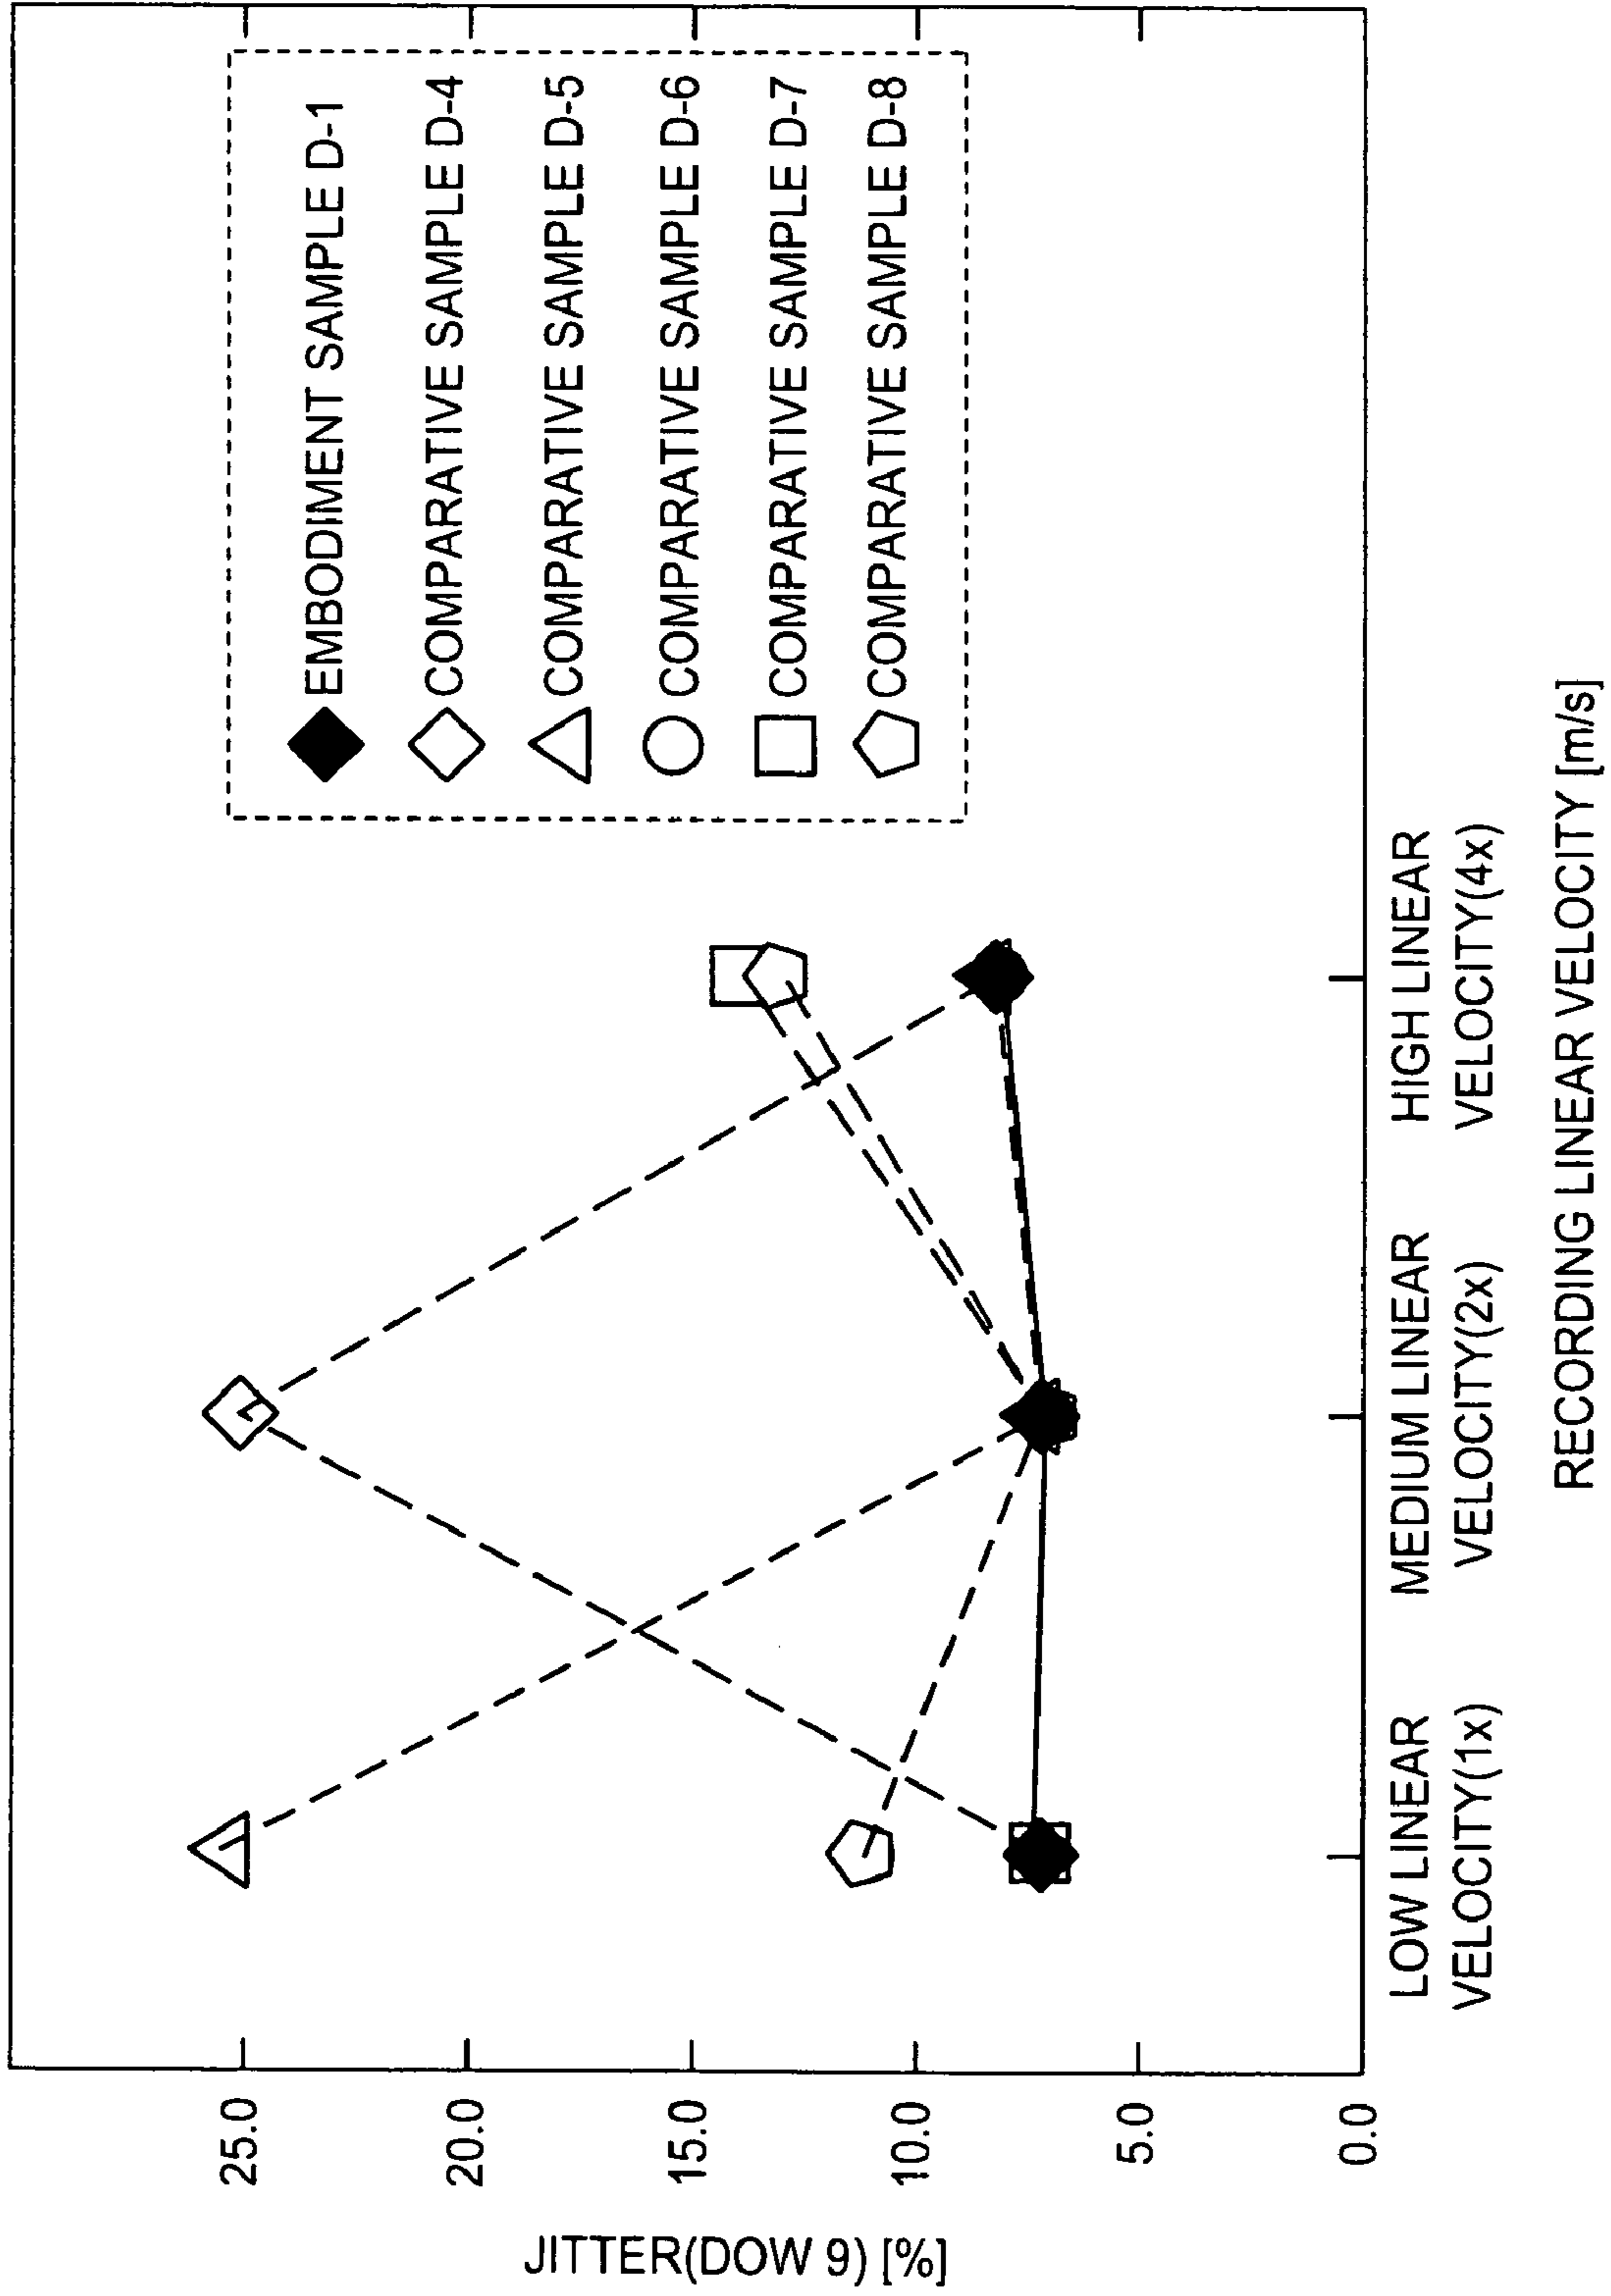 JITTER(DOW 9) [%]
25.0
20.0
15.0
10.0
5.0
0.0
EMBODIMENT SAMPLE D-1
COMPARATIVE SAMPLE D-4
COMPARATIVE SAMPLE D-5
COMPARATIVE SAMPLE D-6
COMPARATIVE SAMPLE D-7
COMPARATIVE SAMPLE D-8
LOW LINEAR
VELOCITY(1x)
MEDIUM LINEAR
VELOCITY(2x)
HIGH LINEAR
VELOCITY(4x)
RECORDING LINEAR VELOCITY [m/s]